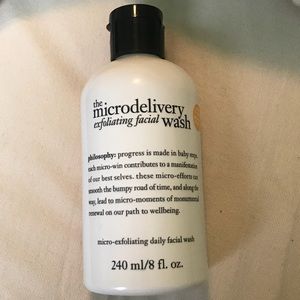 the
microdelivery
exfoliating facial wash
philosophy: progress is made in baby steps.
each micro-win contributes to a manifestation
of our best selves. these micro-efforts can
smooth the bumpy road of time, and along the
way, lead to micro-moments of monumental
renewal on our path to wellbeing.
micro-exfoliating daily facial wash
240 ml/8 fl. oz.